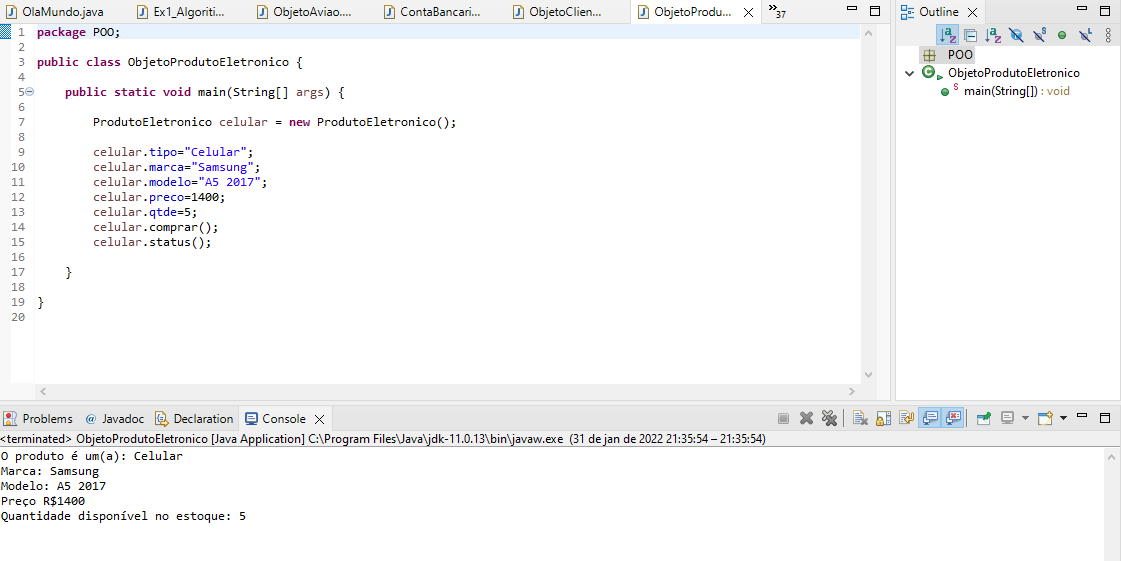 OlaMundo.java Ex1_Algoriti... ObjetoAviao.... ContaBancari... ObjetoClien... ObjetoProdu... »37
Outline
1 package POO;
2
3 public class ObjetoProdutoEletronico {
4
5 public static void main(String[] args) {
6
7 ProdutoEletronico celular = new ProdutoEletronico();
8
9 celular.tipo="Celular";
10 celular.marca="Samsung";
11 celular.modelo="A5 2017";
12 celular.preco=1400;
13 celular.qtde=5;
14 celular.comprar();
15 celular.status();
16
17 }
18
19 }
20
POO
ObjetoProdutoEletronico
main(String[]) : void
Problems @ Javadoc Declaration Console
<terminated> ObjetoProdutoEletronico [Java Application] C:\Program Files\Java\jdk-11.0.13\bin\javaw.exe (31 de jan de 2022 21:35:54 – 21:35:54)
O produto é um(a): Celular
Marca: Samsung
Modelo: A5 2017
Preço R$1400
Quantidade disponível no estoque: 5